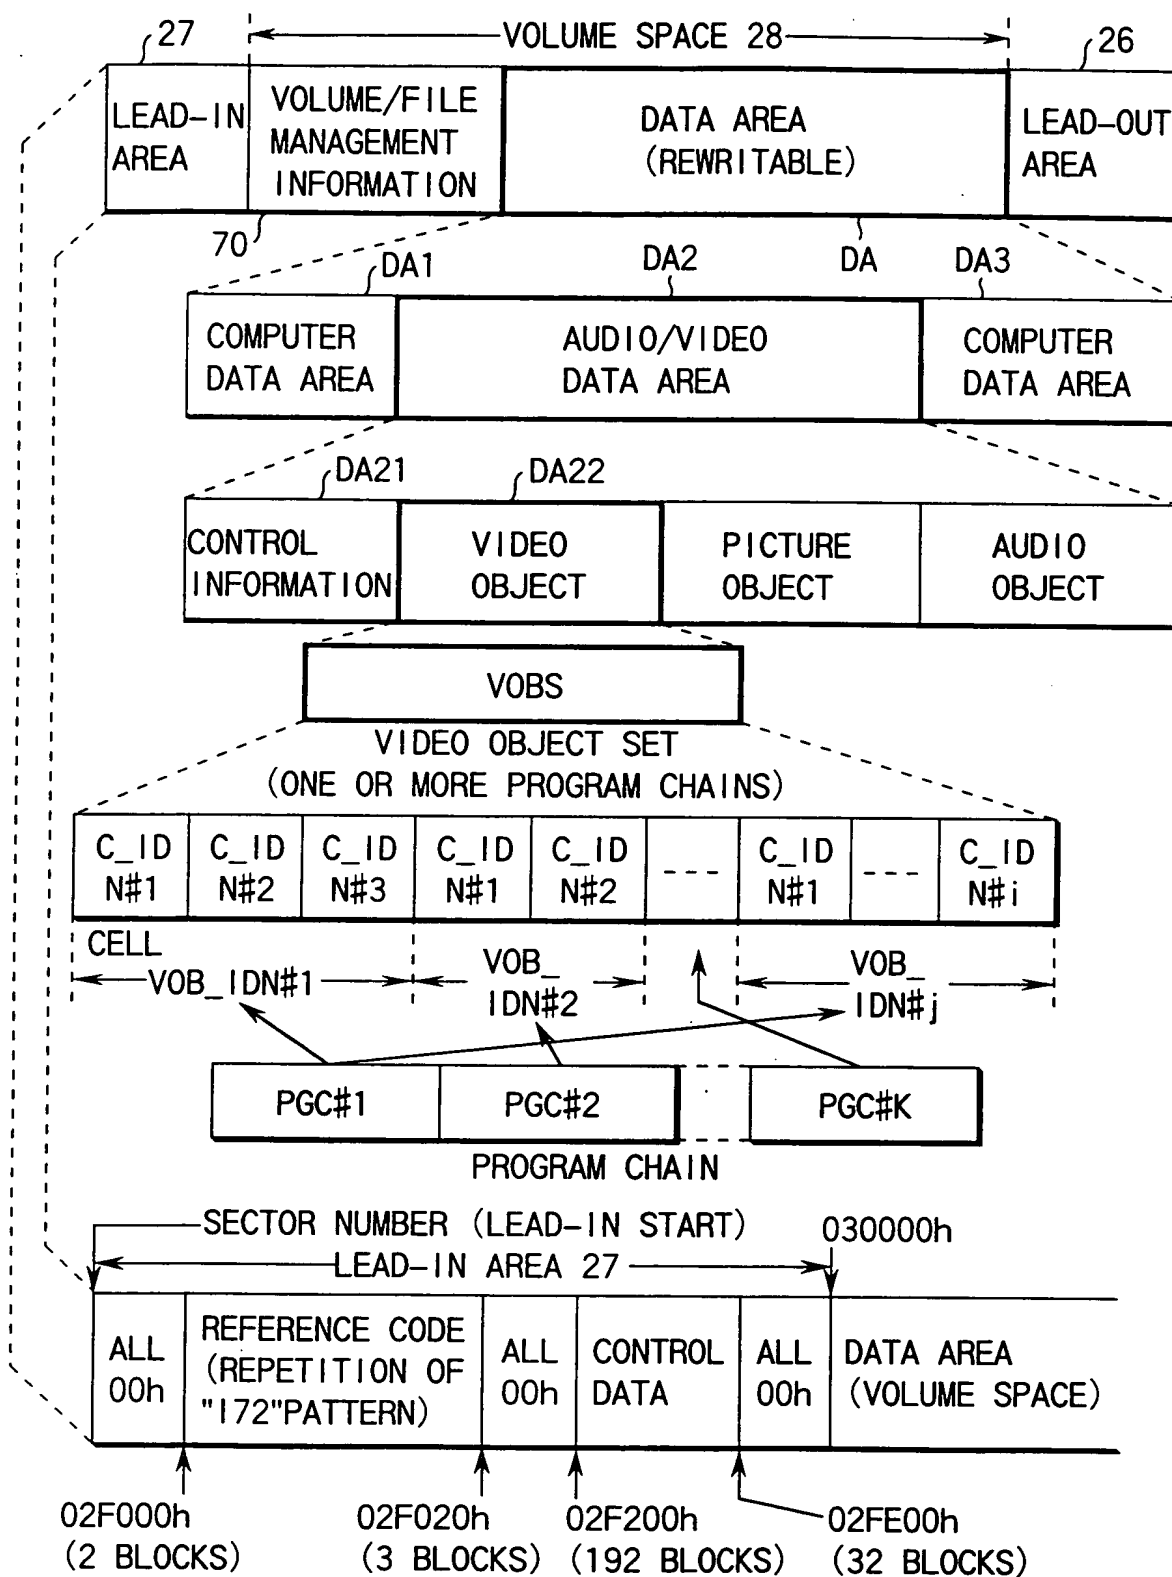 27
VOLUME SPACE 28
26
LEAD-IN
AREA
VOLUME/FILE
MANAGEMENT
INFORMATION
DATA AREA
(REWRITABLE)
LEAD-OUT
AREA
70
DA1
DA2
DA
DA3
COMPUTER
DATA AREA
AUDIO/VIDEO
DATA AREA
COMPUTER
DATA AREA
DA21
DA22
CONTROL
INFORMATION
VIDEO
OBJECT
PICTURE
OBJECT
AUDIO
OBJECT
VOBS
VIDEO OBJECT SET
(ONE OR MORE PROGRAM CHAINS)
C_ID
N#1
C_ID
N#2
C_ID
N#3
C_ID
N#1
C_ID
N#2
----
C_ID
N#1
----
C_ID
N#i
CELL
VOB_IDN#1
VOB_
IDN#2
VOB_
IDN#j
PGC#1
PGC#2
PGC#K
PROGRAM CHAIN
SECTOR NUMBER (LEAD-IN START)
030000h
LEAD-IN AREA 27
ALL
00h
REFERENCE CODE
(REPETITION OF
"172"PATTERN)
ALL
00h
CONTROL
DATA
ALL
00h
DATA AREA
(VOLUME SPACE)
02F000h
(2 BLOCKS)
02F020h
(3 BLOCKS)
02F200h
(192 BLOCKS)
02FE00h
(32 BLOCKS)